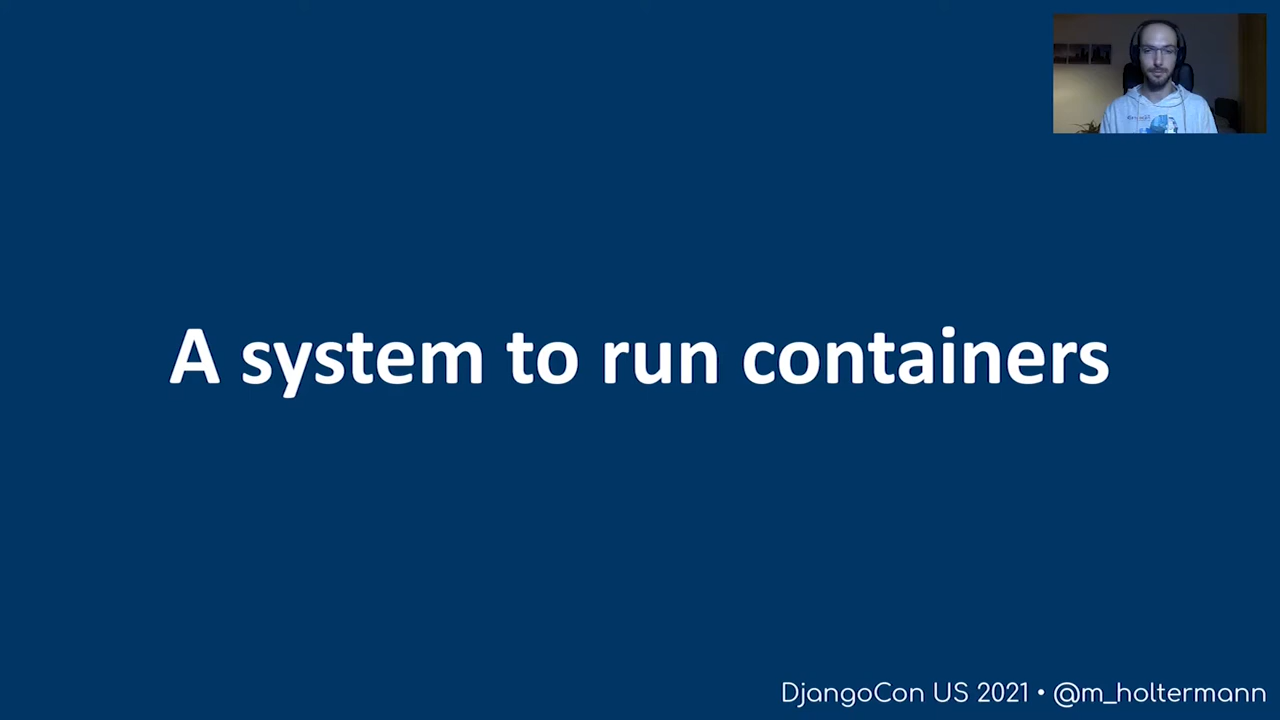 A system to run containers
DjangoCon US 2021 • @m_holtermann